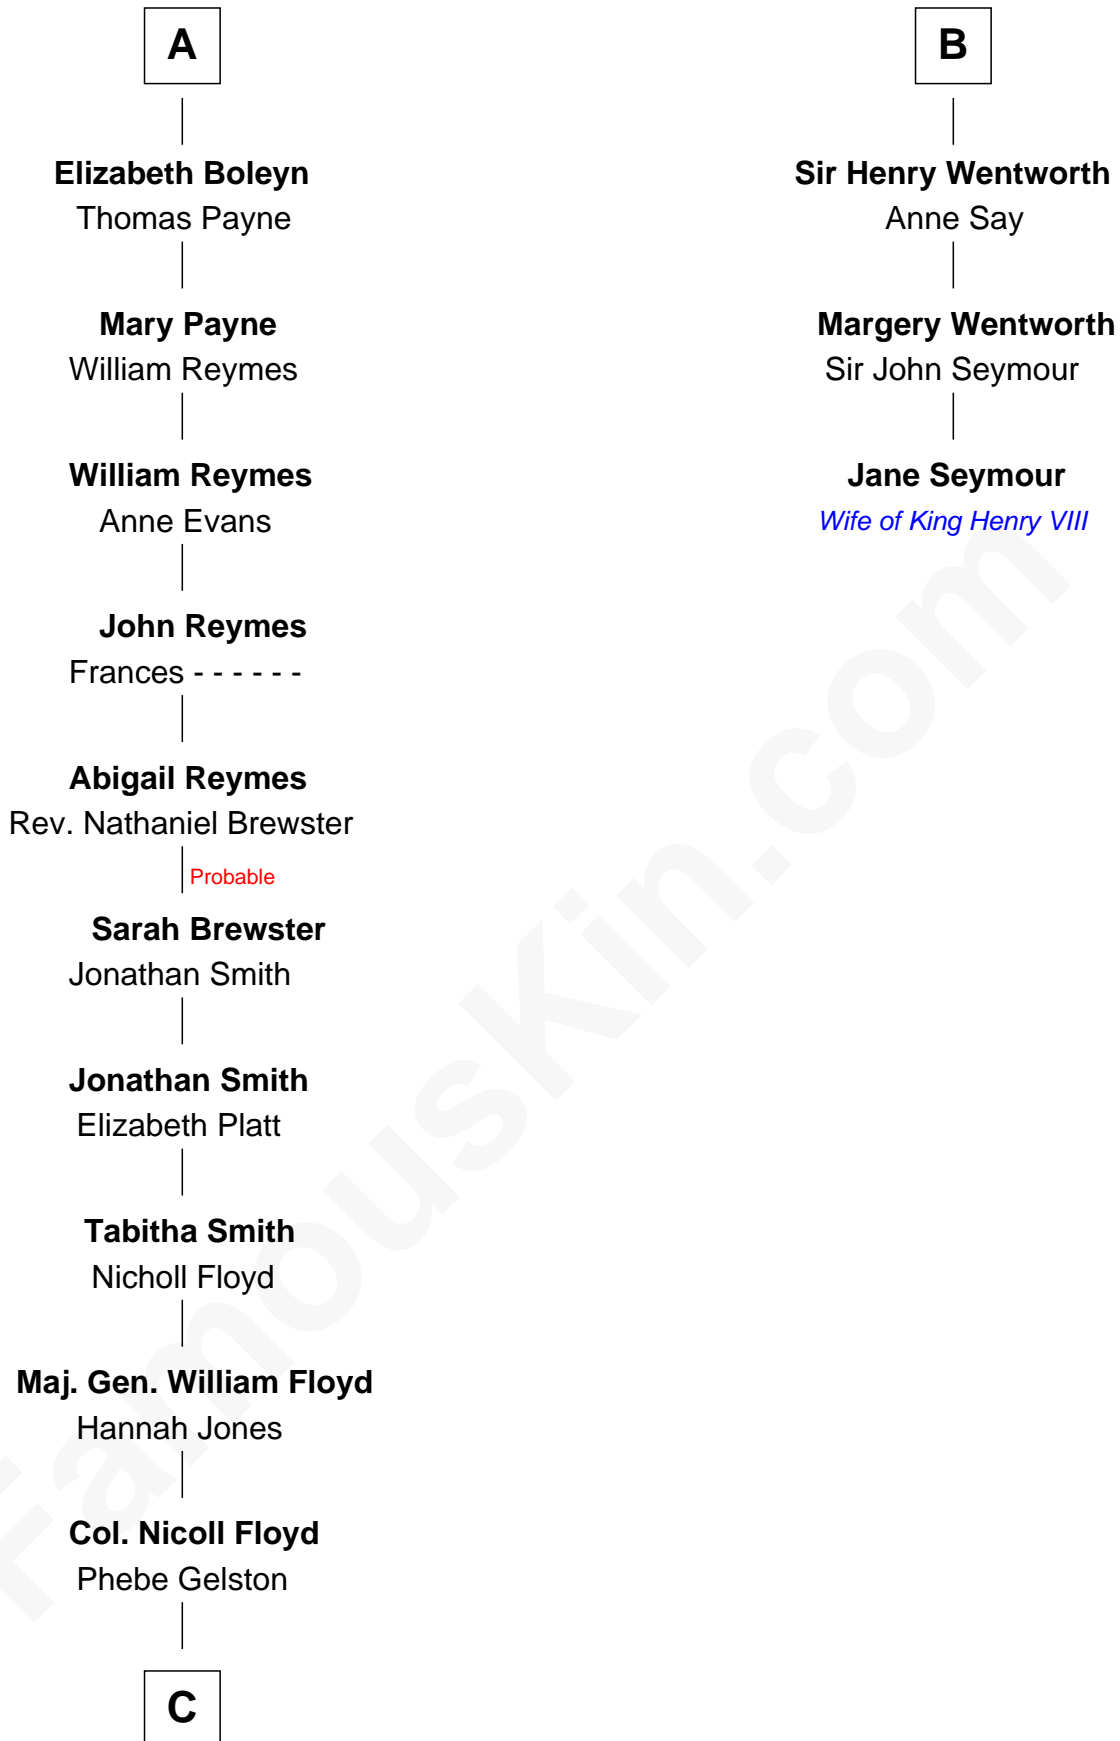 A
Elizabeth Boleyn
Thomas Payne
Mary Payne
William Reymes
William Reymes
Anne Evans
John Reymes
Frances - - - - - -
Abigail Reymes
Rev. Nathaniel Brewster
Probable
Sarah Brewster
Jonathan Smith
Jonathan Smith
Elizabeth Platt
Tabitha Smith
Nicholl Floyd
Maj. Gen. William Floyd
Hannah Jones
Col. Nicoll Floyd
Phebe Gelston
C
B
Sir Henry Wentworth
Anne Say
Margery Wentworth
Sir John Seymour
Jane Seymour
Wife of King Henry VIII
FamousKin.com